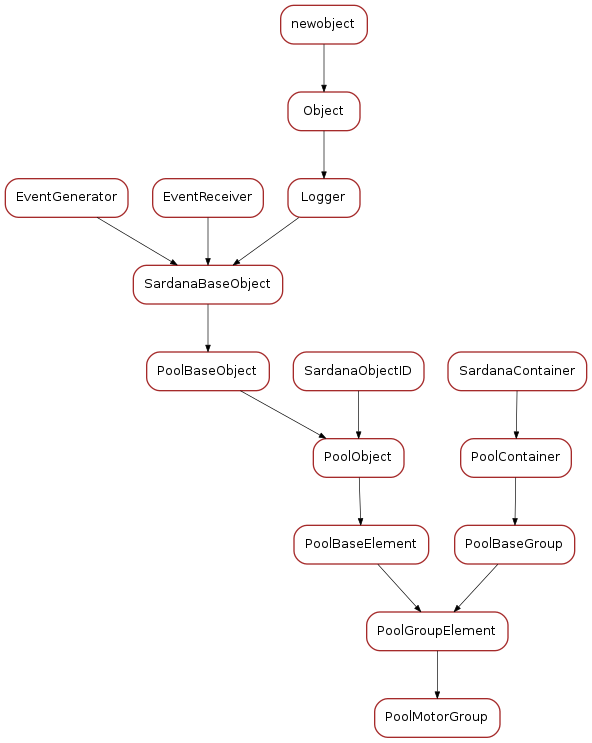 newobject
Object
EventGenerator
EventReceiver
Logger
SardanaBaseObject
PoolBaseObject
SardanaObjectID
SardanaContainer
PoolObject
PoolContainer
PoolBaseElement
PoolBaseGroup
PoolGroupElement
PoolMotorGroup